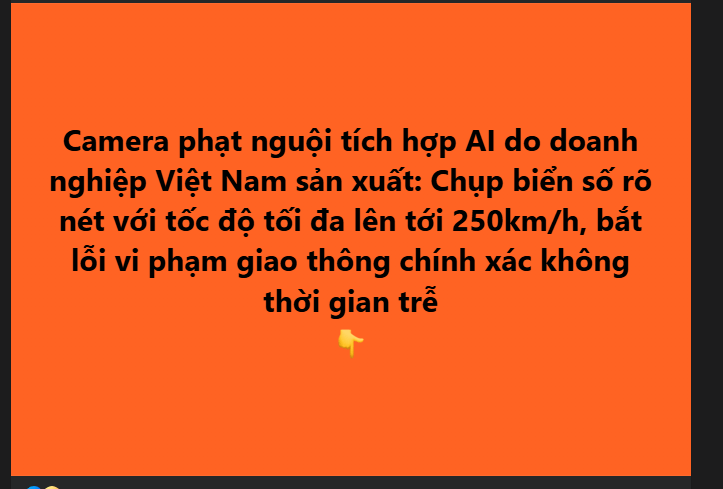 Camera phạt nguội tích hợp AI do doanh
nghiệp Việt Nam sản xuất: Chụp biển số rõ
nét với tốc độ tối đa lên tới 250km/h, bắt
lỗi vi phạm giao thông chính xác không
thời gian trễ
👇